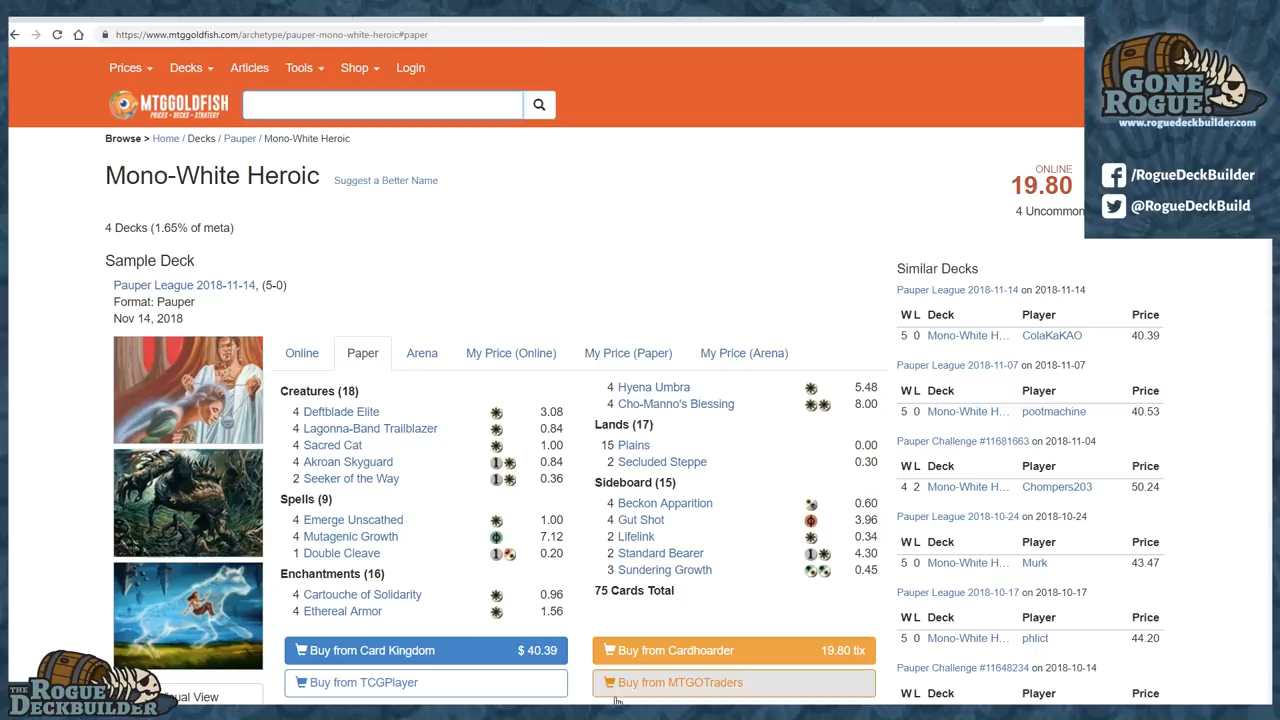 https://www.mtggoldfish.com/archetype/pauper-mono-white-heroic#paper
Prices Decks Articles Tools Shop Login
MTGGOLDFISH
PRICES • DECKS • STRATEGY
Browse > Home / Decks / Pauper / Mono-White Heroic
Mono-White Heroic Suggest a Better Name
ONLINE
19.80
4 Uncommon
4 Decks (1.65% of meta)
Sample Deck
Pauper League 2018-11-14, (5-0)
Format: Pauper
Nov 14, 2018
Online Paper Arena My Price (Online) My Price (Paper) My Price (Arena)
Creatures (18)
4 Deftblade Elite 3.08
4 Lagonna-Band Trailblazer 0.84
4 Sacred Cat 1.00
4 Akroan Skyguard 1 0.84
2 Seeker of the Way 1 0.36
Spells (9)
4 Emerge Unscathed 1.00
4 Mutagenic Growth 7.12
1 Double Cleave 1 0.20
Enchantments (16)
4 Cartouche of Solidarity 0.96
4 Ethereal Armor 1.56
4 Hyena Umbra 5.48
4 Cho-Manno's Blessing 8.00
Lands (17)
15 Plains 0.00
2 Secluded Steppe 0.30
Sideboard (15)
4 Beckon Apparition 0.60
4 Gut Shot 3.96
2 Lifelink 0.34
2 Standard Bearer 1 4.30
3 Sundering Growth 0.45
75 Cards Total
Buy from Card Kingdom $ 40.39
Buy from Cardhoarder 19.80 tix
Buy from TCGPlayer
Buy from MTGOTraders
ual View
Similar Decks
Pauper League 2018-11-14 on 2018-11-14
W L Deck Player Price
5 0 Mono-White H... ColaKaKAO 40.39
Pauper League 2018-11-07 on 2018-11-07
W L Deck Player Price
5 0 Mono-White H... pootmachine 40.53
Pauper Challenge #11681663 on 2018-11-04
W L Deck Player Price
4 2 Mono-White H... Chompers203 50.24
Pauper League 2018-10-24 on 2018-10-24
W L Deck Player Price
5 0 Mono-White H... Murk 43.47
Pauper League 2018-10-17 on 2018-10-17
W L Deck Player Price
5 0 Mono-White H... phlict 44.20
Pauper Challenge #11648234 on 2018-10-14
W L Deck Player Price
GONE
ROGUE.
www.roguedeckbuilder.com
/RogueDeckBuilder
@RogueDeckBuild
THE
ROGUE
DECKBUILDER